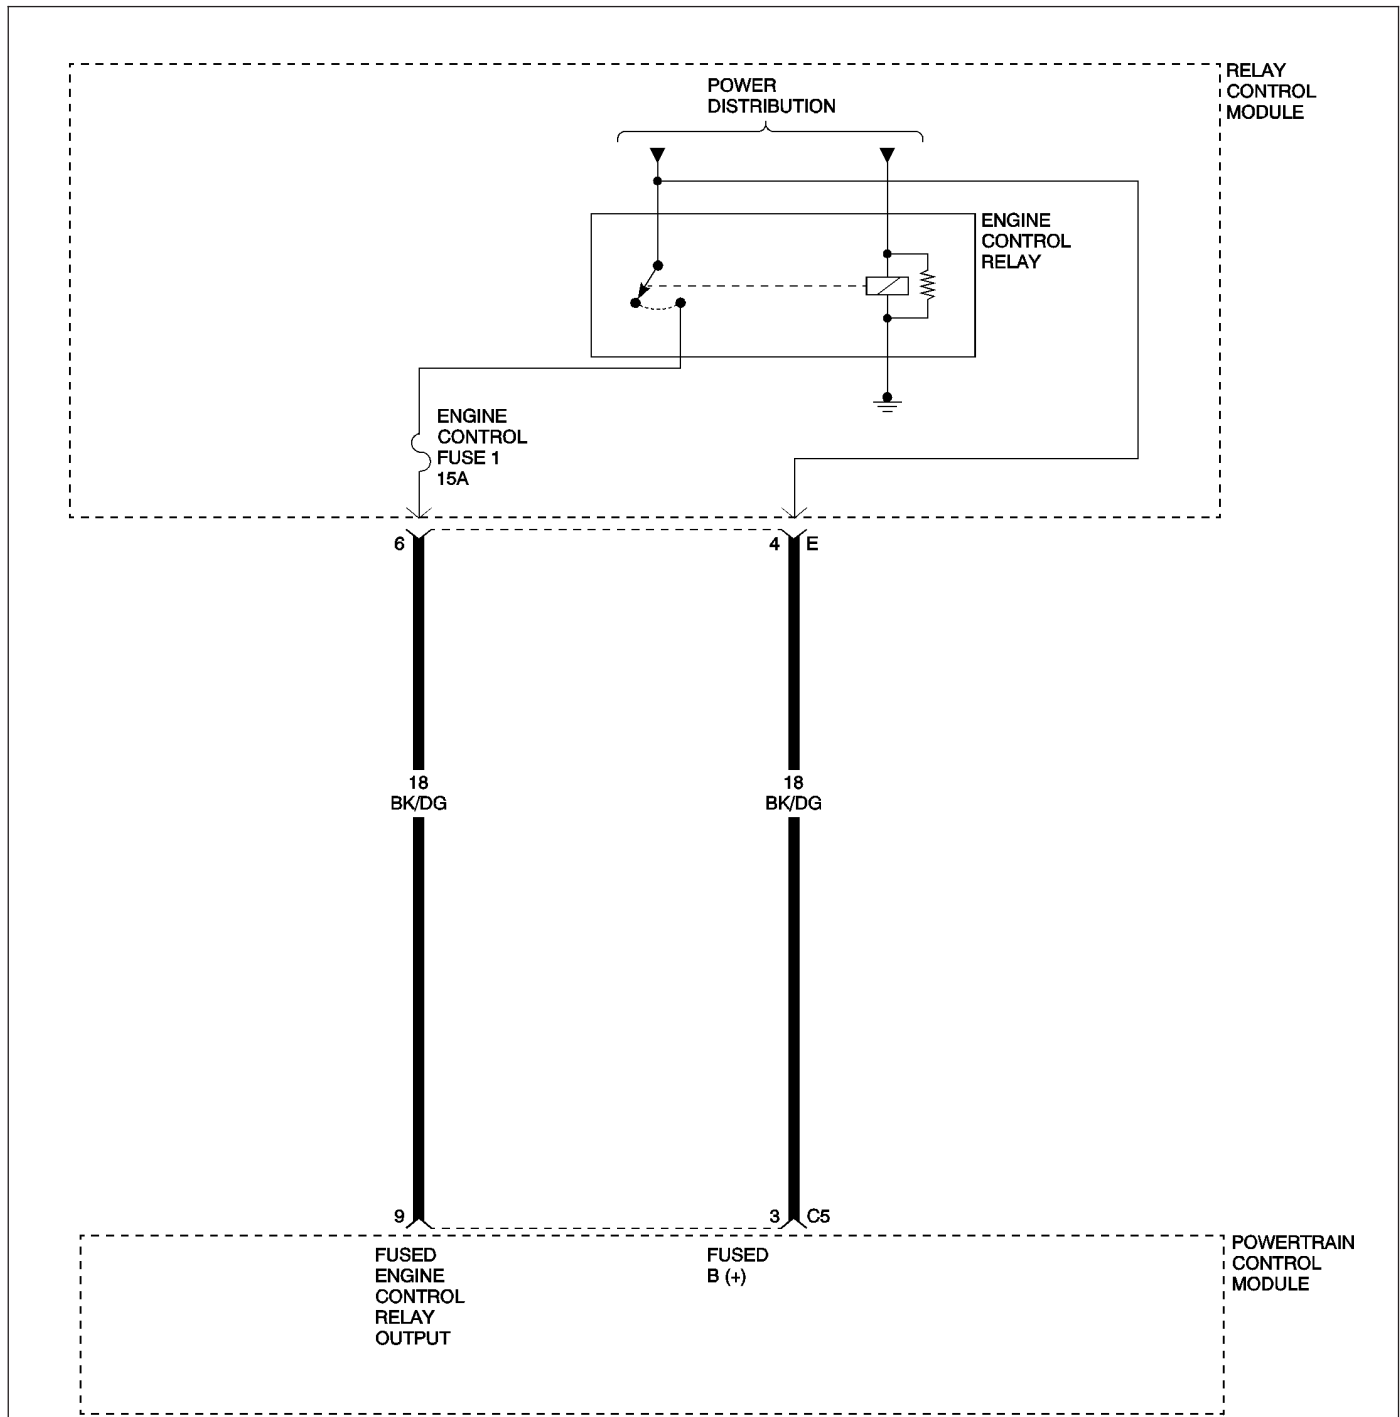 RELAY
CONTROL
MODULE
POWER
DISTRIBUTION
ENGINE
CONTROL
RELAY
ENGINE
CONTROL
FUSE 1
15A
6
4 E
18
BK/DG
18
BK/DG
9
3 C5
POWERTRAIN
CONTROL
MODULE
FUSED
ENGINE
CONTROL
RELAY
OUTPUT
FUSED
B (+)